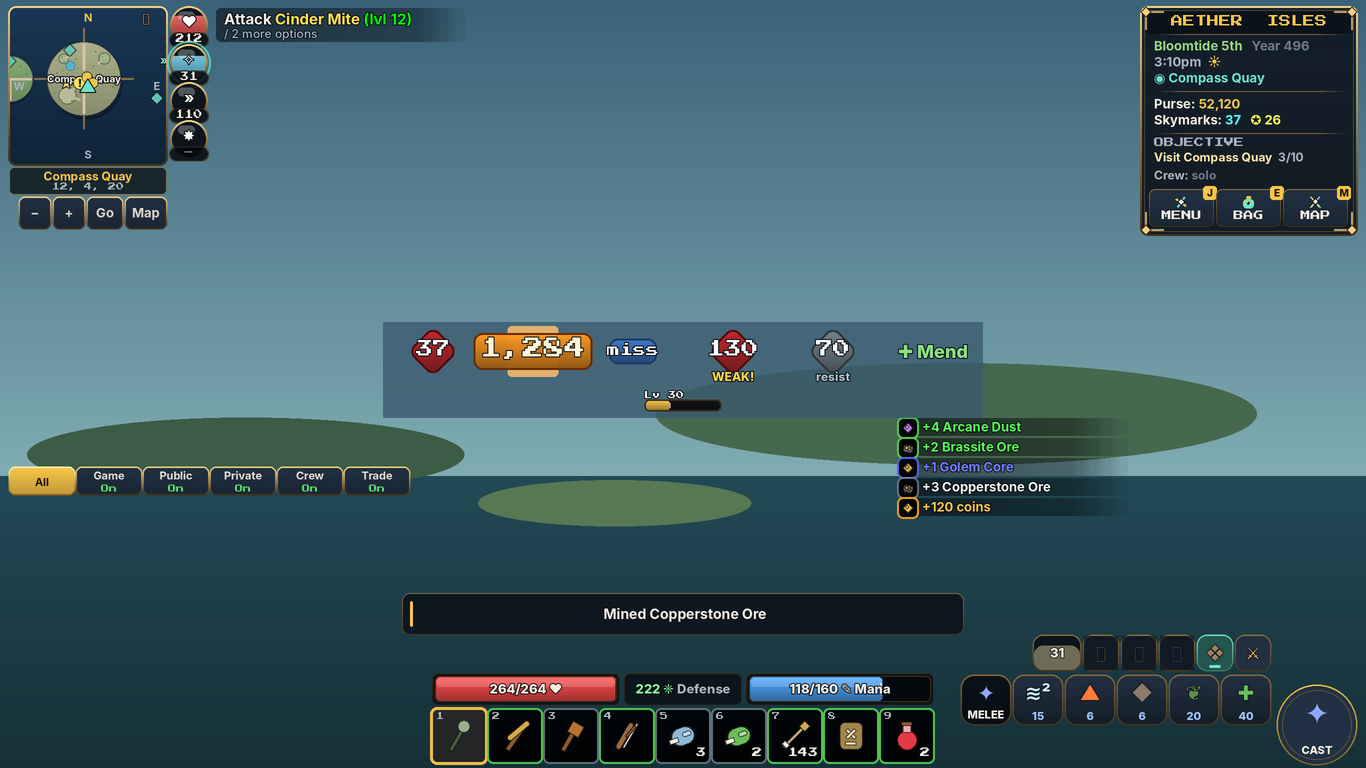 N
W
E
S
Compass Quay
Compass Quay
12, 4, 20
−
+
Go
Map
212
31
110
—
Attack Cinder Mite (lvl 12)
/ 2 more options
AETHER ISLES
Bloomtide 5th Year 496
3:10pm
Compass Quay
Purse: 52,120
Skymarks: 37 26
OBJECTIVE
Visit Compass Quay 3/10
Crew: solo
J
MENU
E
BAG
M
MAP
37
1,284
miss
130
WEAK!
70
resist
+ Mend
Lv 30
+4 Arcane Dust
+2 Brassite Ore
+1 Golem Core
+3 Copperstone Ore
+120 coins
All
Game
On
Public
On
Private
On
Crew
On
Trade
On
Mined Copperstone Ore
264/264
222 Defense
118/160 Mana
1
2
3
4
5
3
6
2
7
143
8
9
2
31
MELEE
2
15
6
6
20
40
CAST